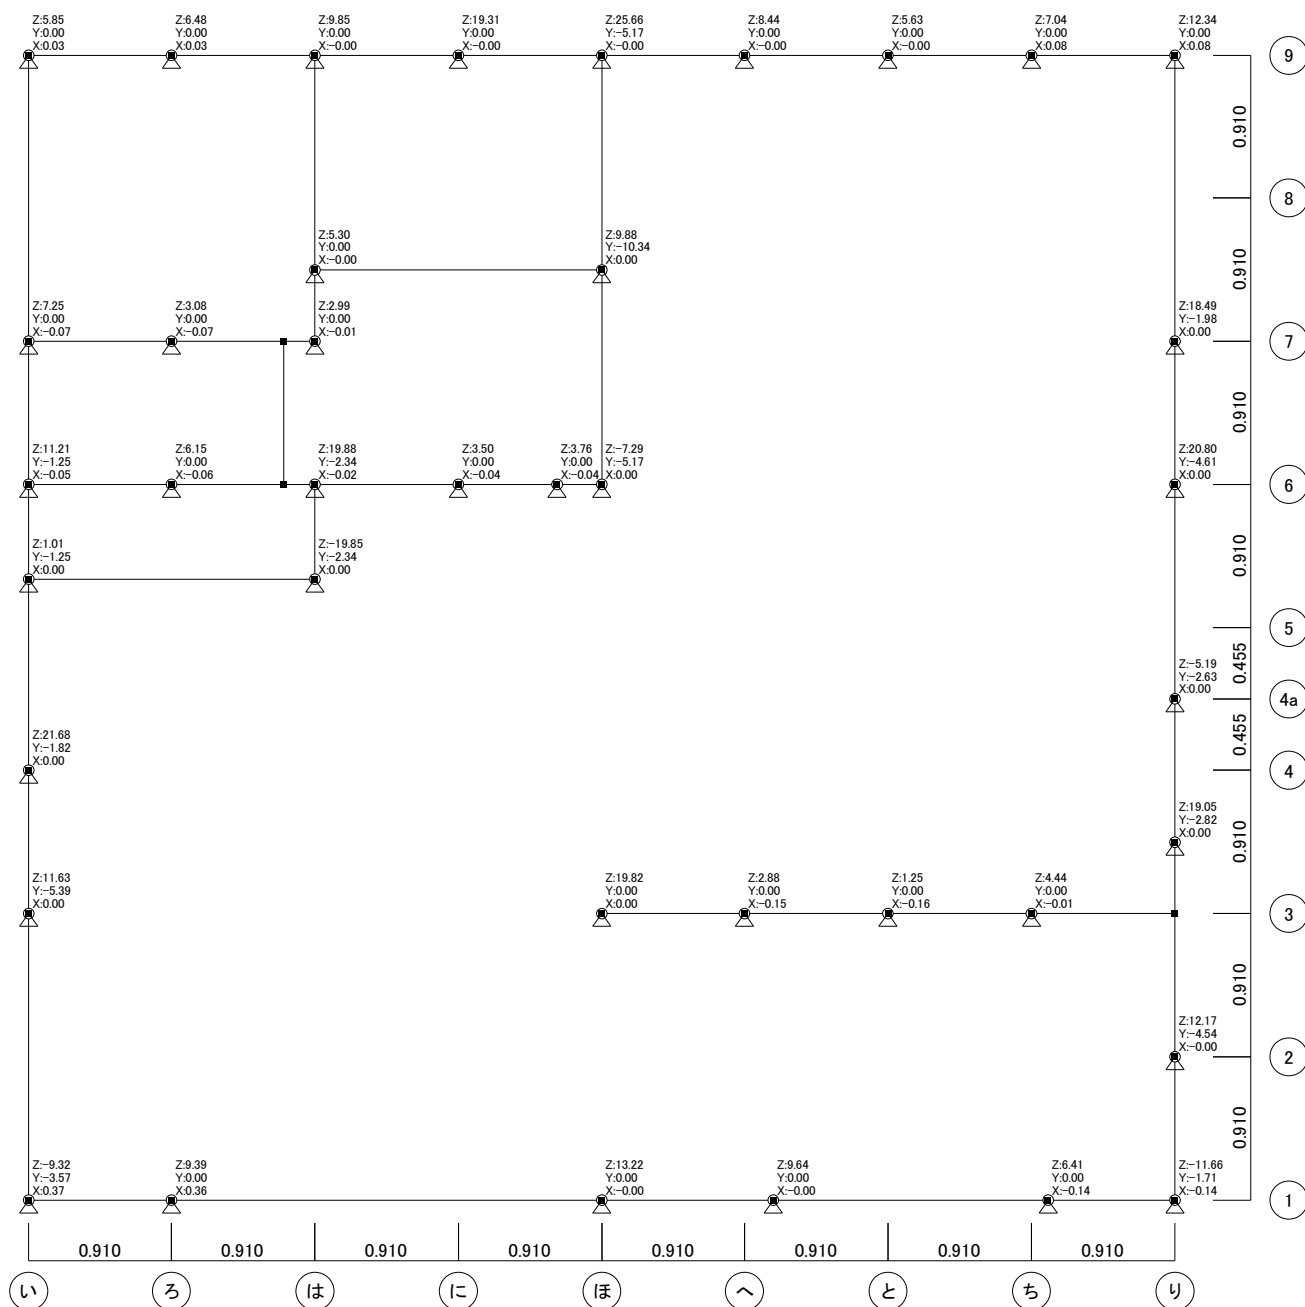 Z:5.85
Y:0.00
X:0.03
Z:6.48
Y:0.00
X:0.03
Z:9.85
Y:0.00
X:-0.00
Z:19.31
Y:0.00
X:-0.00
Z:25.66
Y:-5.17
X:-0.00
Z:8.44
Y:0.00
X:-0.00
Z:5.63
Y:0.00
X:-0.00
Z:7.04
Y:0.00
X:0.08
Z:12.34
Y:0.00
X:0.08
9
0.910
8
Z:5.30
Y:0.00
X:-0.00
Z:9.88
Y:-10.34
X:0.00
0.910
Z:7.25
Y:0.00
X:-0.07
Z:3.08
Y:0.00
X:-0.07
Z:2.99
Y:0.00
X:-0.01
Z:18.49
Y:-1.98
X:0.00
7
0.910
Z:11.21
Y:-1.25
X:-0.05
Z:6.15
Y:0.00
X:-0.06
Z:19.88
Y:-2.34
X:-0.02
Z:3.50
Y:0.00
X:-0.04
Z:3.76
Y:0.00
X:-0.04
Z:-7.29
Y:-5.17
X:0.00
Z:20.80
Y:-4.61
X:0.00
6
0.910
Z:1.01
Y:-1.25
X:0.00
Z:-19.85
Y:-2.34
X:0.00
5
0.455
Z:-5.19
Y:-2.63
X:0.00
4a
0.455
Z:21.68
Y:-1.82
X:0.00
4
0.910
Z:19.05
Y:-2.82
X:0.00
Z:11.63
Y:-5.39
X:0.00
Z:19.82
Y:0.00
X:0.00
Z:2.88
Y:0.00
X:-0.15
Z:1.25
Y:0.00
X:-0.16
Z:4.44
Y:0.00
X:-0.01
3
0.910
Z:12.17
Y:-4.54
X:-0.00
2
0.910
Z:-9.32
Y:-3.57
X:0.37
Z:9.39
Y:0.00
X:0.36
Z:13.22
Y:0.00
X:-0.00
Z:9.64
Y:0.00
X:-0.00
Z:6.41
Y:0.00
X:-0.14
Z:-11.66
Y:-1.71
X:-0.14
1
0.910 0.910 0.910 0.910 0.910 0.910 0.910 0.910
い ろ は に ほ へ と ち り